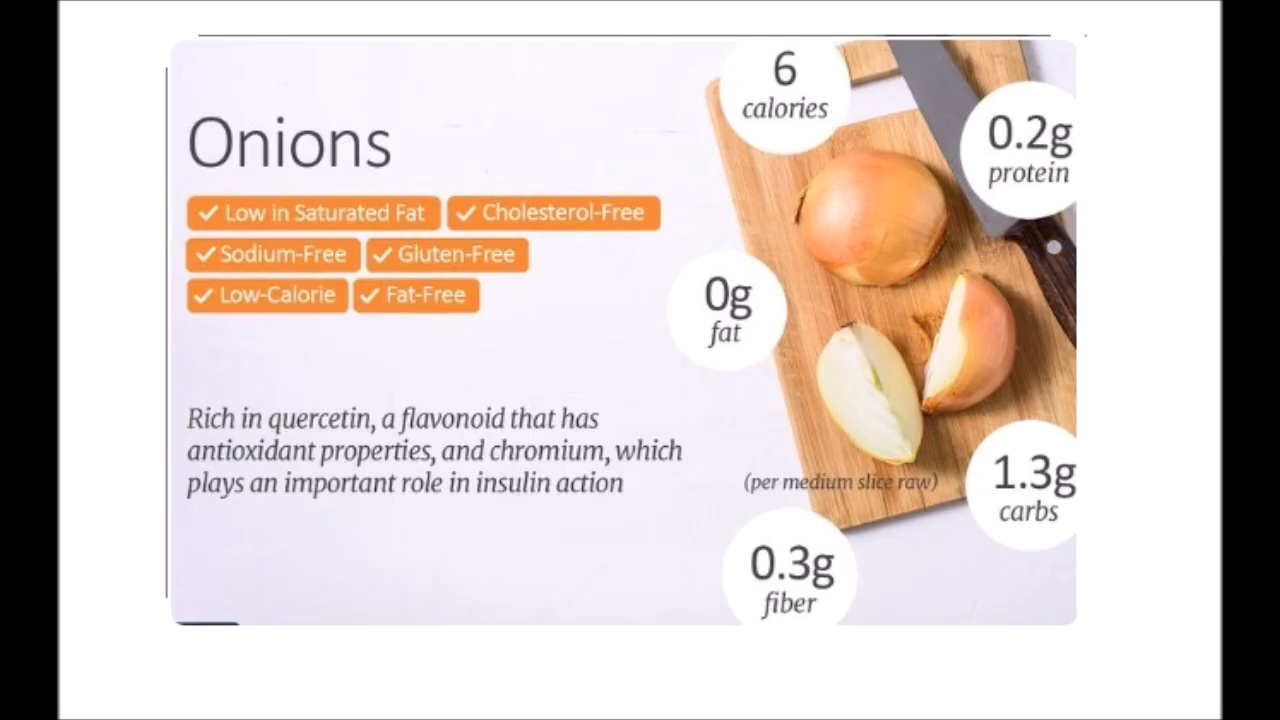 Onions
✓ Low in Saturated Fat ✓ Cholesterol-Free
✓ Sodium-Free ✓ Gluten-Free
✓ Low-Calorie ✓ Fat-Free
Rich in quercetin, a flavonoid that has
antioxidant properties, and chromium, which
plays an important role in insulin action
6
calories
0.2g
protein
0g
fat
(per medium slice raw)
1.3g
carbs
0.3g
fiber